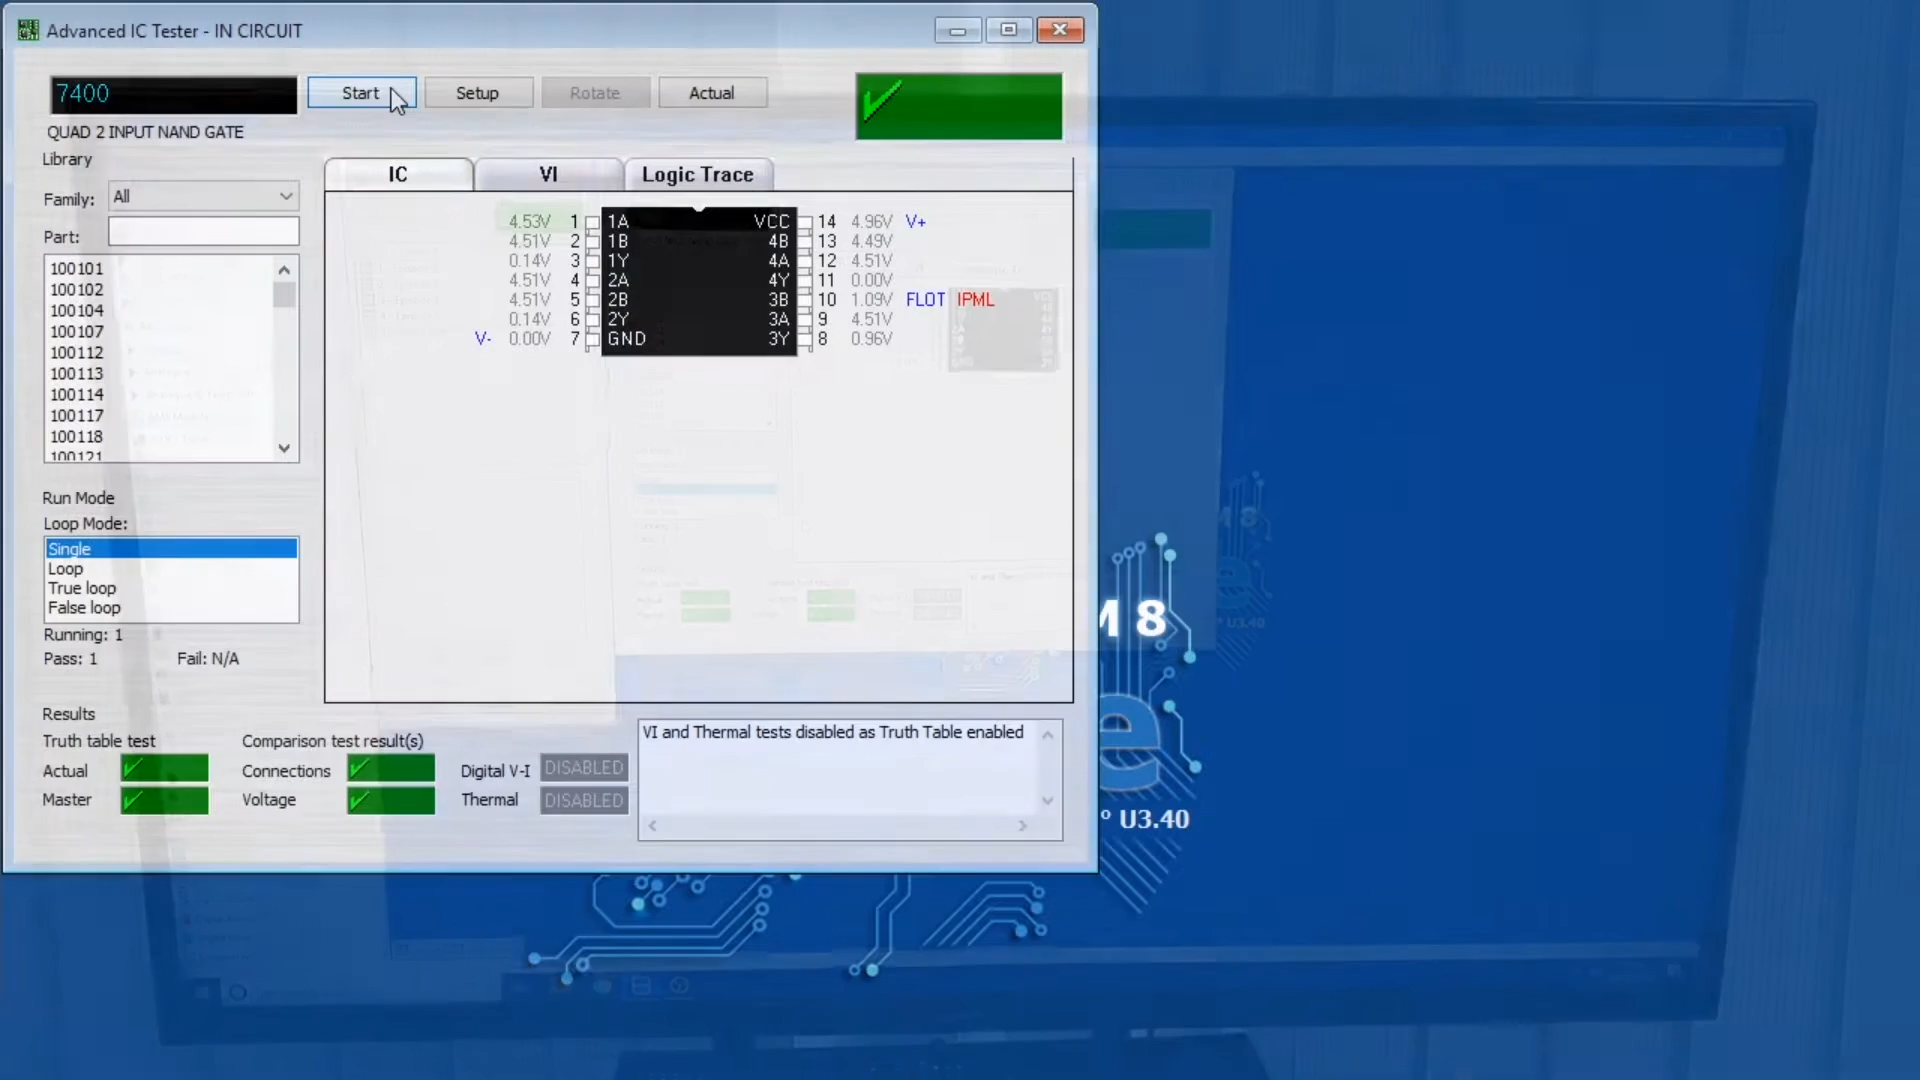 Advanced IC Tester - IN CIRCUIT
7400
Start
Setup
Rotate
Actual
QUAD 2 INPUT NAND GATE
Library
Family: All
Part:
100101
100102
100104
100107
100112
100113
100114
100117
100118
100121
IC
VI
Logic Trace
4.53V 1 1A VCC 14 4.96V V+
4.51V 2 1B 4B 13 4.49V
0.14V 3 1Y 4A 12 4.51V
4.51V 4 2A 4Y 11 0.00V
4.51V 5 2B 3B 10 1.09V FLOT IPML
0.14V 6 2Y 3A 9 4.51V
V- 0.00V 7 GND 3Y 8 0.96V
Run Mode
Loop Mode:
Single
Loop
True loop
False loop
Running: 1
Pass: 1 Fail: N/A
Results
Truth table test
Actual
Master
Comparison test result(s)
Connections
Voltage
Digital V-I DISABLED
Thermal DISABLED
VI and Thermal tests disabled as Truth Table enabled
8
e
U3.40